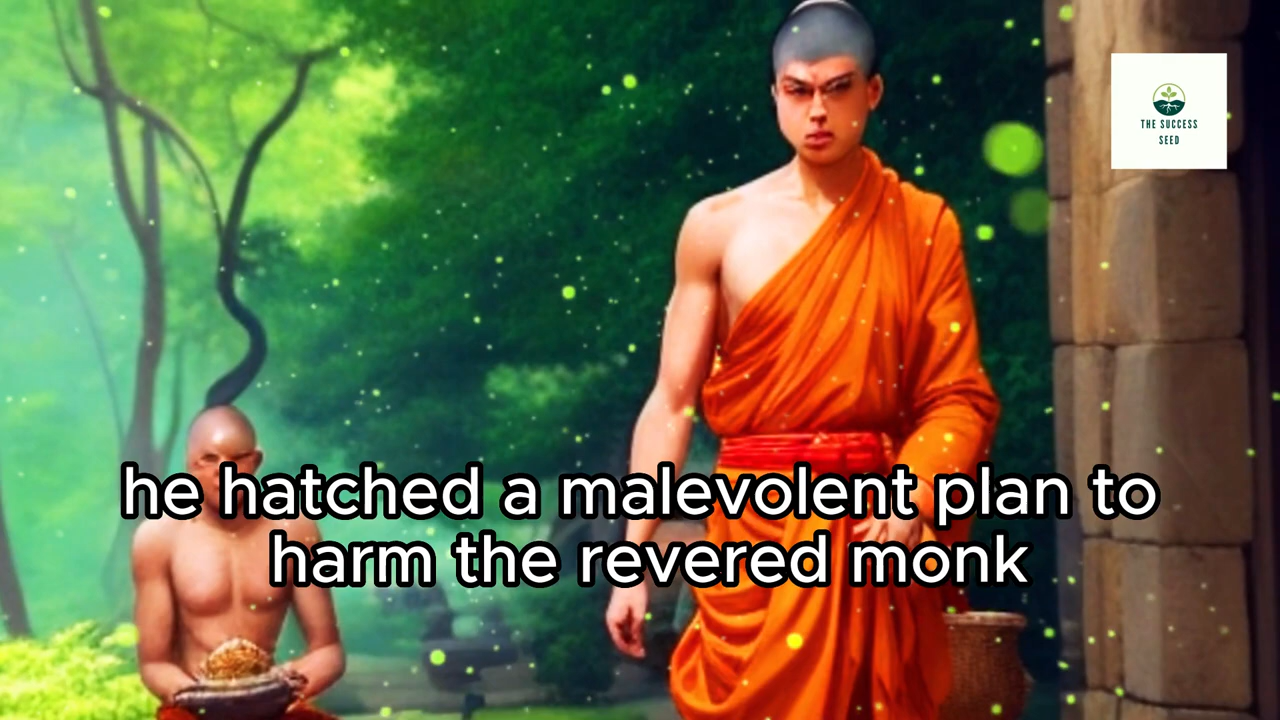 THE SUCCESS
SEED
he hatched a malevolent plan to
harm the revered monk